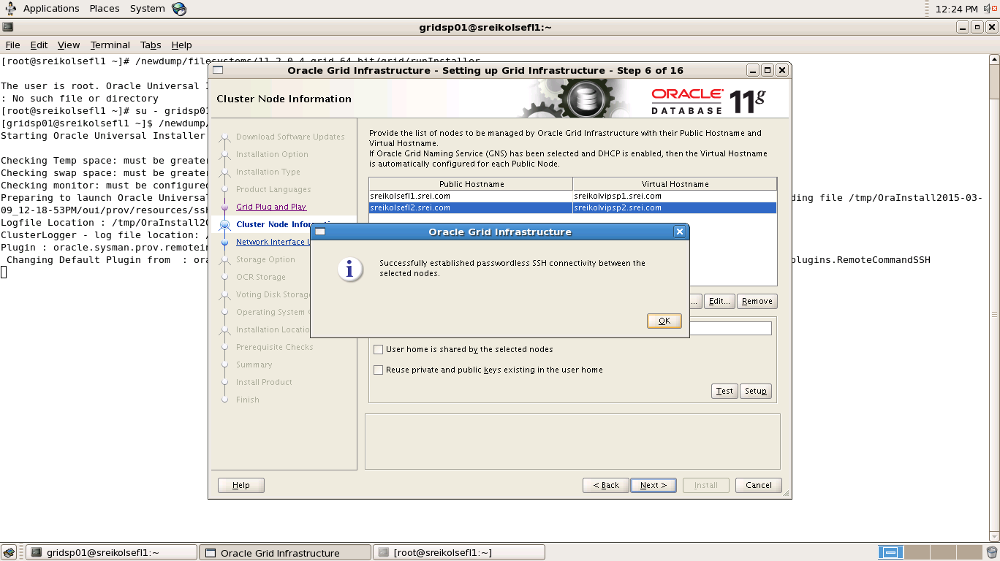 Applications Places System 12:24 PM
gridsp01@sreikolsefl1:~
File Edit View Terminal Tabs Help
[root@sreikolsefl1 ~]# /newdump/filesystems/11.2.0.4_grid_64_bit/grid/runInstaller
The user is root. Oracle Universal
: No such file or directory
[root@sreikolsefl1 ~]# su - gridsp01
[gridsp01@sreikolsefl1 ~]$ /newdump/
Starting Oracle Universal Installer
Checking Temp space: must be greater
Checking swap space: must be greater
Checking monitor: must be configured
Preparing to launch Oracle Universal
ding file /tmp/OraInstall2015-03-
09_12-18-53PM/oui/prov/resources/ssh
Logfile Location : /tmp/OraInstall20
ClusterLogger - log file location: /
Plugin : oracle.sysman.prov.remotein
Changing Default Plugin from : ora
plugins.RemoteCommandSSH
Oracle Grid Infrastructure - Setting up Grid Infrastructure - Step 6 of 16
Cluster Node Information
ORACLE
DATABASE 11g
Download Software Updates
Installation Option
Installation Type
Product Languages
Grid Plug and Play
Cluster Node Infor
Network Interface U
Storage Option
OCR Storage
Voting Disk Storage
Operating System
Installation Locatio
Prerequisite Checks
Summary
Install Product
Finish
Provide the list of nodes to be managed by Oracle Grid Infrastructure with their Public Hostname and
Virtual Hostname.
If Oracle Grid Naming Service (GNS) has been selected and DHCP is enabled, then the Virtual Hostname
is automatically configured for each Public Node.
Public Hostname Virtual Hostname
sreikolsefl1.srei.com sreikolvipsp1.srei.com
sreikolsefl2.srei.com sreikolvipsp2.srei.com
Oracle Grid Infrastructure
Successfully established passwordless SSH connectivity between the
selected nodes.
OK
... Edit... Remove
User home is shared by the selected nodes
Reuse private and public keys existing in the user home
Test Setup
Help < Back Next > Install Cancel
gridsp01@sreikolsefl1:~ Oracle Grid Infrastructure [root@sreikolsefl1:~]